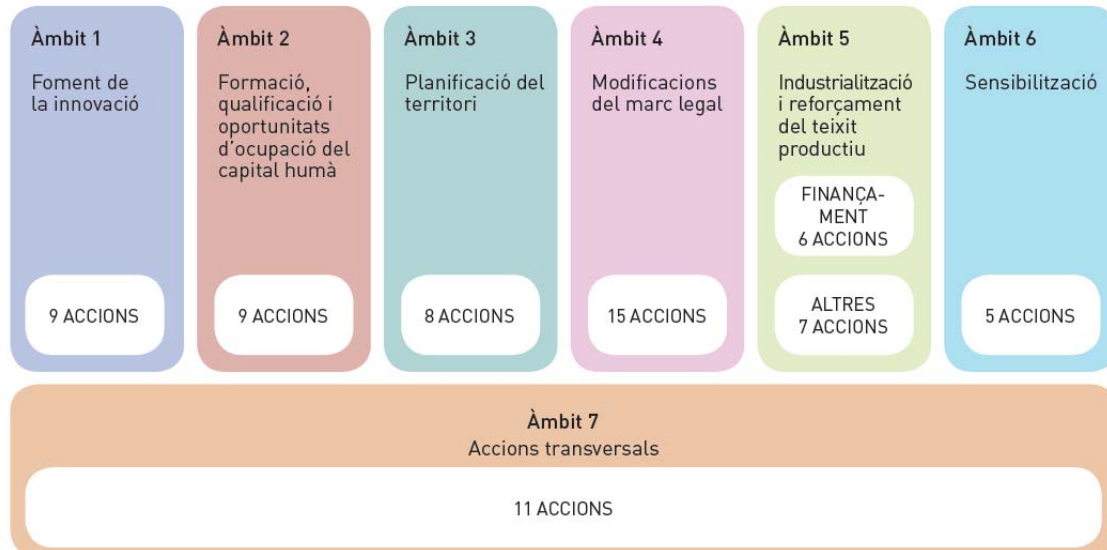 Àmbit 1
Foment de
la innovació
9 ACCIONS
Àmbit 2
Formació,
qualificació i
oportunitats
d'ocupació del
capital humà
9 ACCIONS
Àmbit 3
Planificació del
territori
8 ACCIONS
Àmbit 4
Modificacions
del marc legal
15 ACCIONS
Àmbit 5
Industrialització
i reforçament
del teixit
productiu
FINANÇA-
MENT
6 ACCIONS
ALTRES
7 ACCIONS
Àmbit 6
Sensibilització
5 ACCIONS
Àmbit 7
Accions transversals
11 ACCIONS